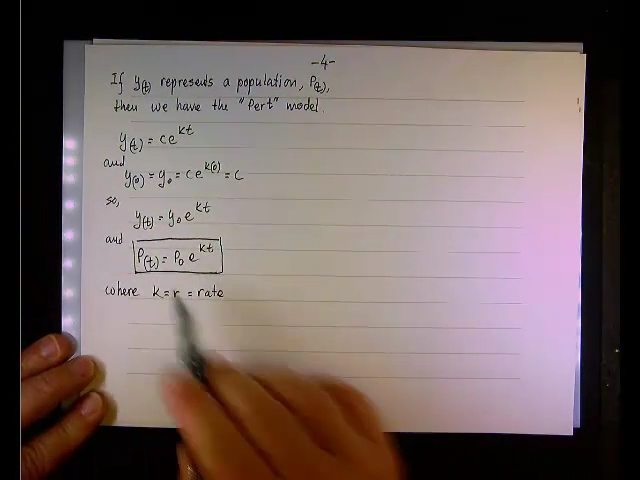 -4-
If y(t) represents a population, P(t),
then we have the "Pert" model.
y(t) = ce^{kt}
and
y(0) = y₀ = ce^{k(0)} = c
so,
y(t) = y₀ e^{kt}
and
P(t) = P₀ e^{kt}
where k = r = rate